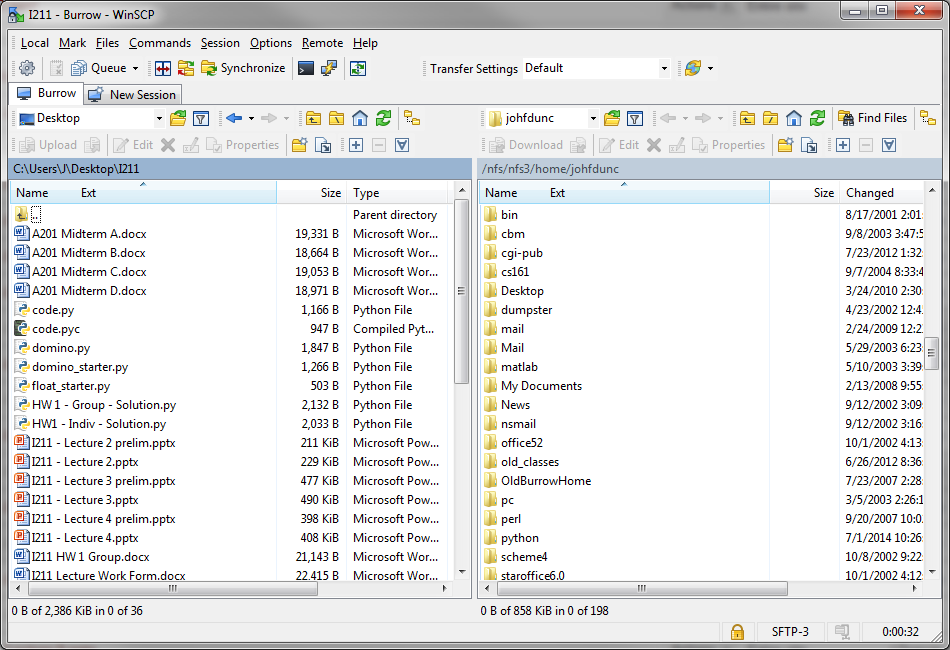 I211 - Burrow - WinSCP
Local Mark Files Commands Session Options Remote Help
Queue Synchronize Transfer Settings Default
Burrow New Session
Desktop johfdunc Find Files
Upload Edit Properties Download Edit Properties
C:\Users\J\Desktop\I211 /nfs/nfs3/home/johfdunc
Name Ext Size Type Name Ext Size Changed
.. Parent directory bin 8/17/2001 2:01:
A201 Midterm A.docx 19,331 B Microsoft Wor... cbm 9/8/2003 3:47:5
A201 Midterm B.docx 18,664 B Microsoft Wor... cgi-pub 7/23/2012 1:32:
A201 Midterm C.docx 19,053 B Microsoft Wor... cs161 9/7/2004 8:33:4
A201 Midterm D.docx 18,971 B Microsoft Wor... Desktop 3/24/2010 2:30:
code.py 1,166 B Python File dumpster 4/23/2002 12:4
code.pyc 947 B Compiled Pyt... mail 2/24/2009 12:2
domino.py 1,847 B Python File Mail 5/29/2003 6:23:
domino_starter.py 1,266 B Python File matlab 5/10/2003 3:39:
float_starter.py 503 B Python File My Documents 2/13/2008 9:55:
HW 1 - Group - Solution.py 2,132 B Python File News 9/12/2002 3:09:
HW1 - Indiv - Solution.py 2,033 B Python File nsmail 9/12/2002 3:16:
I211 - Lecture 2 prelim.pptx 211 KiB Microsoft Pow... office52 10/1/2002 4:13:
I211 - Lecture 2.pptx 229 KiB Microsoft Pow... old_classes 6/26/2012 8:36:
I211 - Lecture 3 prelim.pptx 477 KiB Microsoft Pow... OldBurrowHome 7/23/2007 2:28:
I211 - Lecture 3.pptx 490 KiB Microsoft Pow... pc 3/5/2003 2:26:1
I211 - Lecture 4 prelim.pptx 398 KiB Microsoft Pow... perl 9/20/2007 10:0
I211 - Lecture 4.pptx 408 KiB Microsoft Pow... python 7/1/2014 10:26:
I211 HW 1 Group.docx 21,143 B Microsoft Wor... scheme4 10/8/2002 9:22:
I211 Lecture Work Form.docx 22,415 B Microsoft Wor... staroffice6.0 10/1/2002 4:12:
0 B of 2,386 KiB in 0 of 36 0 B of 858 KiB in 0 of 198
SFTP-3 0:00:32